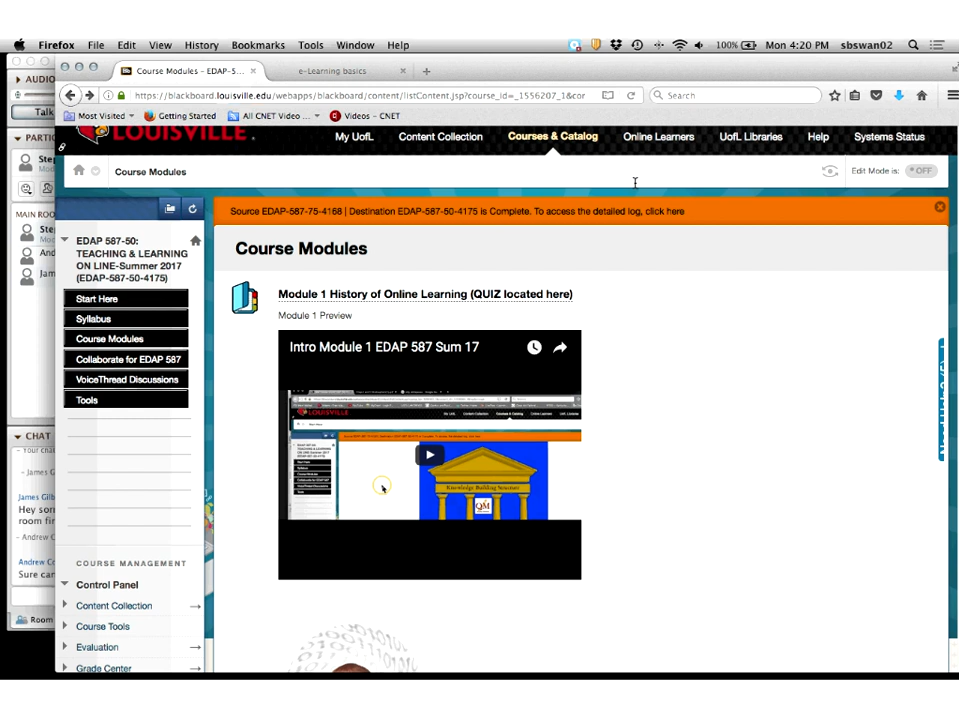 Firefox File Edit View History Bookmarks Tools Window Help
100% Mon 4:20 PM sbswan02
Course Modules - EDAP-5...
e-Learning basics
https://blackboard.louisville.edu/webapps/blackboard/content/listContent.jsp?course_id=_1556207_1&cor
Search
Most Visited Getting Started All CNET Video ... Videos - CNET
AUDIO
Talk
LOUISVILLE
My UofL Content Collection Courses & Catalog Online Learners UofL Libraries Help Systems Status
Course Modules
Edit Mode is: OFF
MAIN ROO
Source EDAP-587-75-4168 | Destination EDAP-587-50-4175 is Complete. To access the detailed log, click here
EDAP 587-50:
TEACHING & LEARNING
ON LINE-Summer 2017
(EDAP-587-50-4175)
Start Here
Syllabus
Course Modules
Collaborate for EDAP 587
VoiceThread Discussions
Tools
Course Modules
Module 1 History of Online Learning (QUIZ located here)
Module 1 Preview
Intro Module 1 EDAP 587 Sum 17
LOUISVILLE
Knowledge Building Structure
QM
CHAT
- Your cha
- James G
James Gilb
Hey sorr
room fir
- Andrew C
Andrew Co
Sure can
Room
COURSE MANAGEMENT
Control Panel
Content Collection
Course Tools
Evaluation
Grade Center